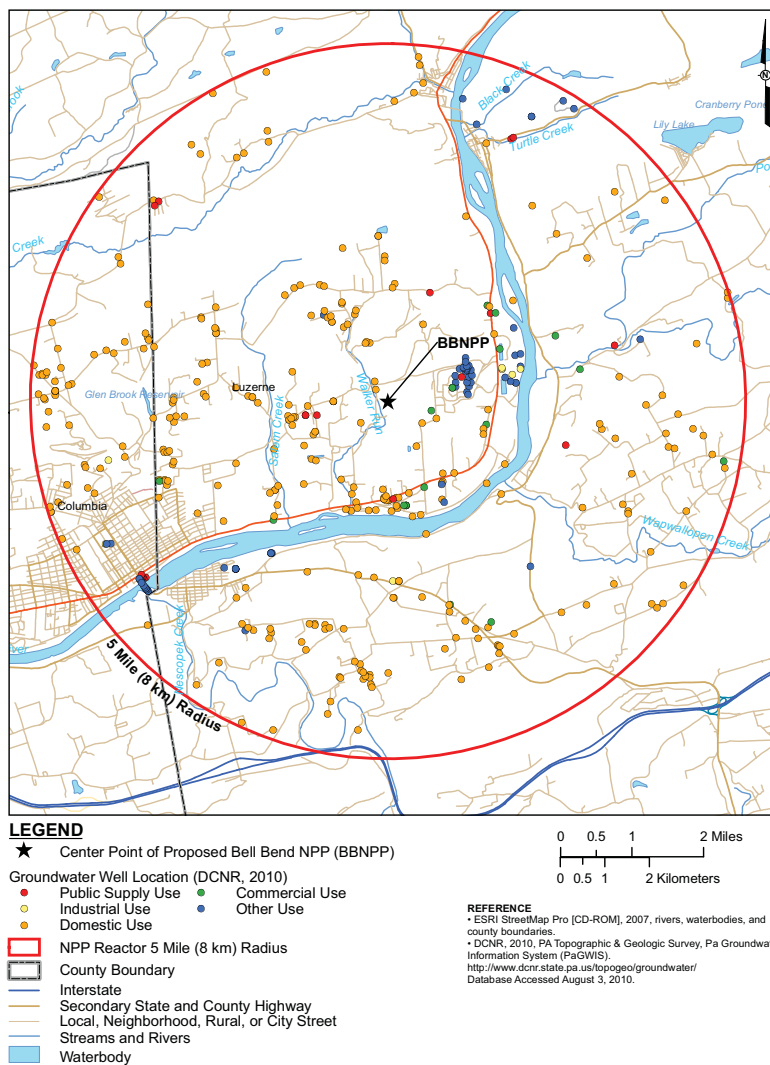 Black Creek
Cranberry Pond
Lily Lake
Turtle Creek
Creek
BBNPP
Luzerne
Glen Brook Reservoir
Walker Run
Salem Creek
Columbia
Wapwallopen Creek
5 Mile (8 km) Radius
LEGEND
Center Point of Proposed Bell Bend NPP (BBNPP)
Groundwater Well Location (DCNR, 2010)
Public Supply Use Commercial Use
Industrial Use Other Use
Domestic Use
NPP Reactor 5 Mile (8 km) Radius
County Boundary
Interstate
Secondary State and County Highway
Local, Neighborhood, Rural, or City Street
Streams and Rivers
Waterbody
0 0.5 1 2 Miles
0 0.5 1 2 Kilometers
REFERENCE
• ESRI StreetMap Pro [CD-ROM], 2007, rivers, waterbodies, and
county boundaries.
• DCNR, 2010, PA Topographic & Geologic Survey, Pa Groundwa
Information System (PaGWIS).
http://www.dcnr.state.pa.us/topogeo/groundwater/
Database Accessed August 3, 2010.